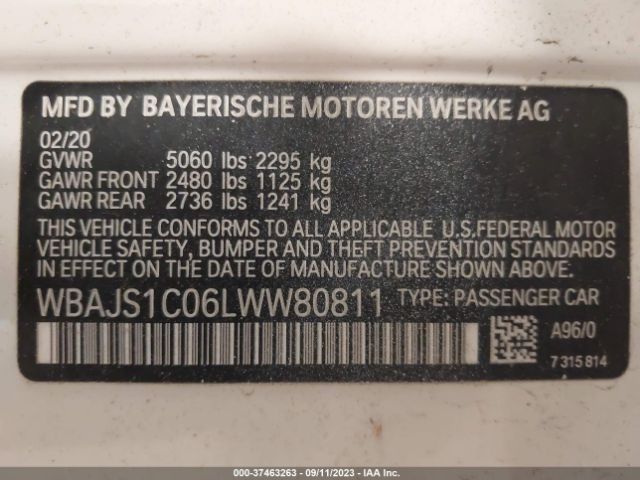 MFD BY BAYERISCHE MOTOREN WERKE AG
02/20
GVWR 5060 lbs 2295 kg
GAWR FRONT 2480 lbs 1125 kg
GAWR REAR 2736 lbs 1241 kg
THIS VEHICLE CONFORMS TO ALL APPLICABLE U.S.FEDERAL MOTOR
VEHICLE SAFETY, BUMPER AND THEFT PREVENTION STANDARDS
IN EFFECT ON THE DATE OF MANUFACTURE SHOWN ABOVE.
WBAJS1C06LWW80811 TYPE: PASSENGER CAR
A96/0
7 315 814
000-37463263 - 09/11/2023 - IAA Inc.